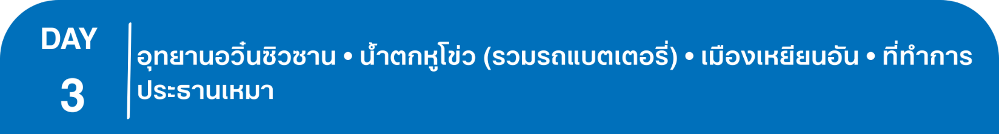 DAY
3
อุทยานอวิ๋นซิวซาน • น้ำตกหูโข่ว (รวมรถแบตเตอรี่) • เมืองเหยียนอัน • ที่ทำการ
ประธานเหมา